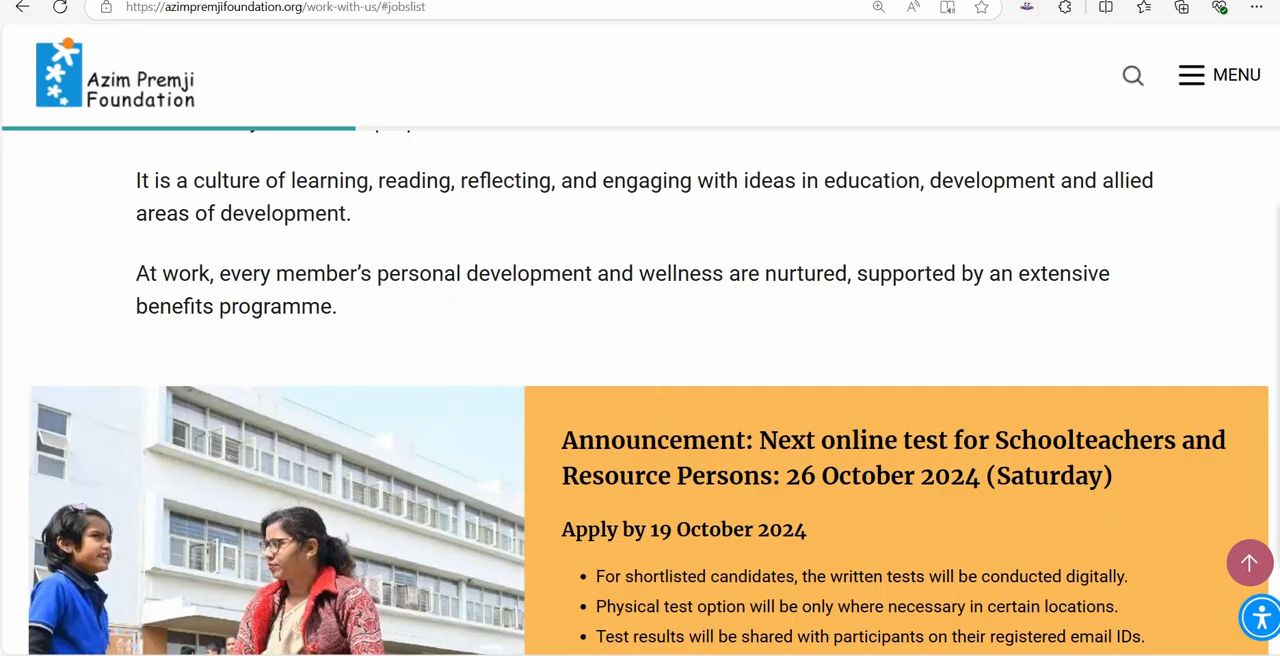 https://azimpremjifoundation.org/work-with-us/#jobslist
Azim Premji
Foundation
MENU
It is a culture of learning, reading, reflecting, and engaging with ideas in education, development and allied
areas of development.
At work, every member’s personal development and wellness are nurtured, supported by an extensive
benefits programme.
Announcement: Next online test for Schoolteachers and
Resource Persons: 26 October 2024 (Saturday)
Apply by 19 October 2024
• For shortlisted candidates, the written tests will be conducted digitally.
• Physical test option will be only where necessary in certain locations.
• Test results will be shared with participants on their registered email IDs.